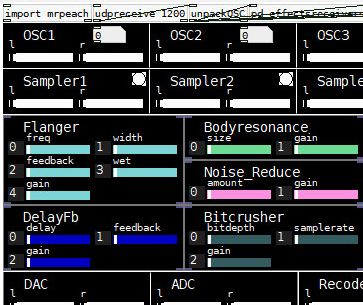 import mrpeach udpreceive 1200 unpackOSC pd effects-receive
OSC1 0 OSC2 0 OSC3
l r l r l
Sampler1 Sampler2 Sample
l r l r l
Flanger Bodyresonance
freq width size gain
0 1 0 1
feedback wet Noise_Reduce
2 3 amount gain
gain 0 1
4
DelayFb Bitcrusher
delay feedback bitdepth samplerate
0 1 0 1
gain gain
2 2
DAC ADC Recode
l r l r l